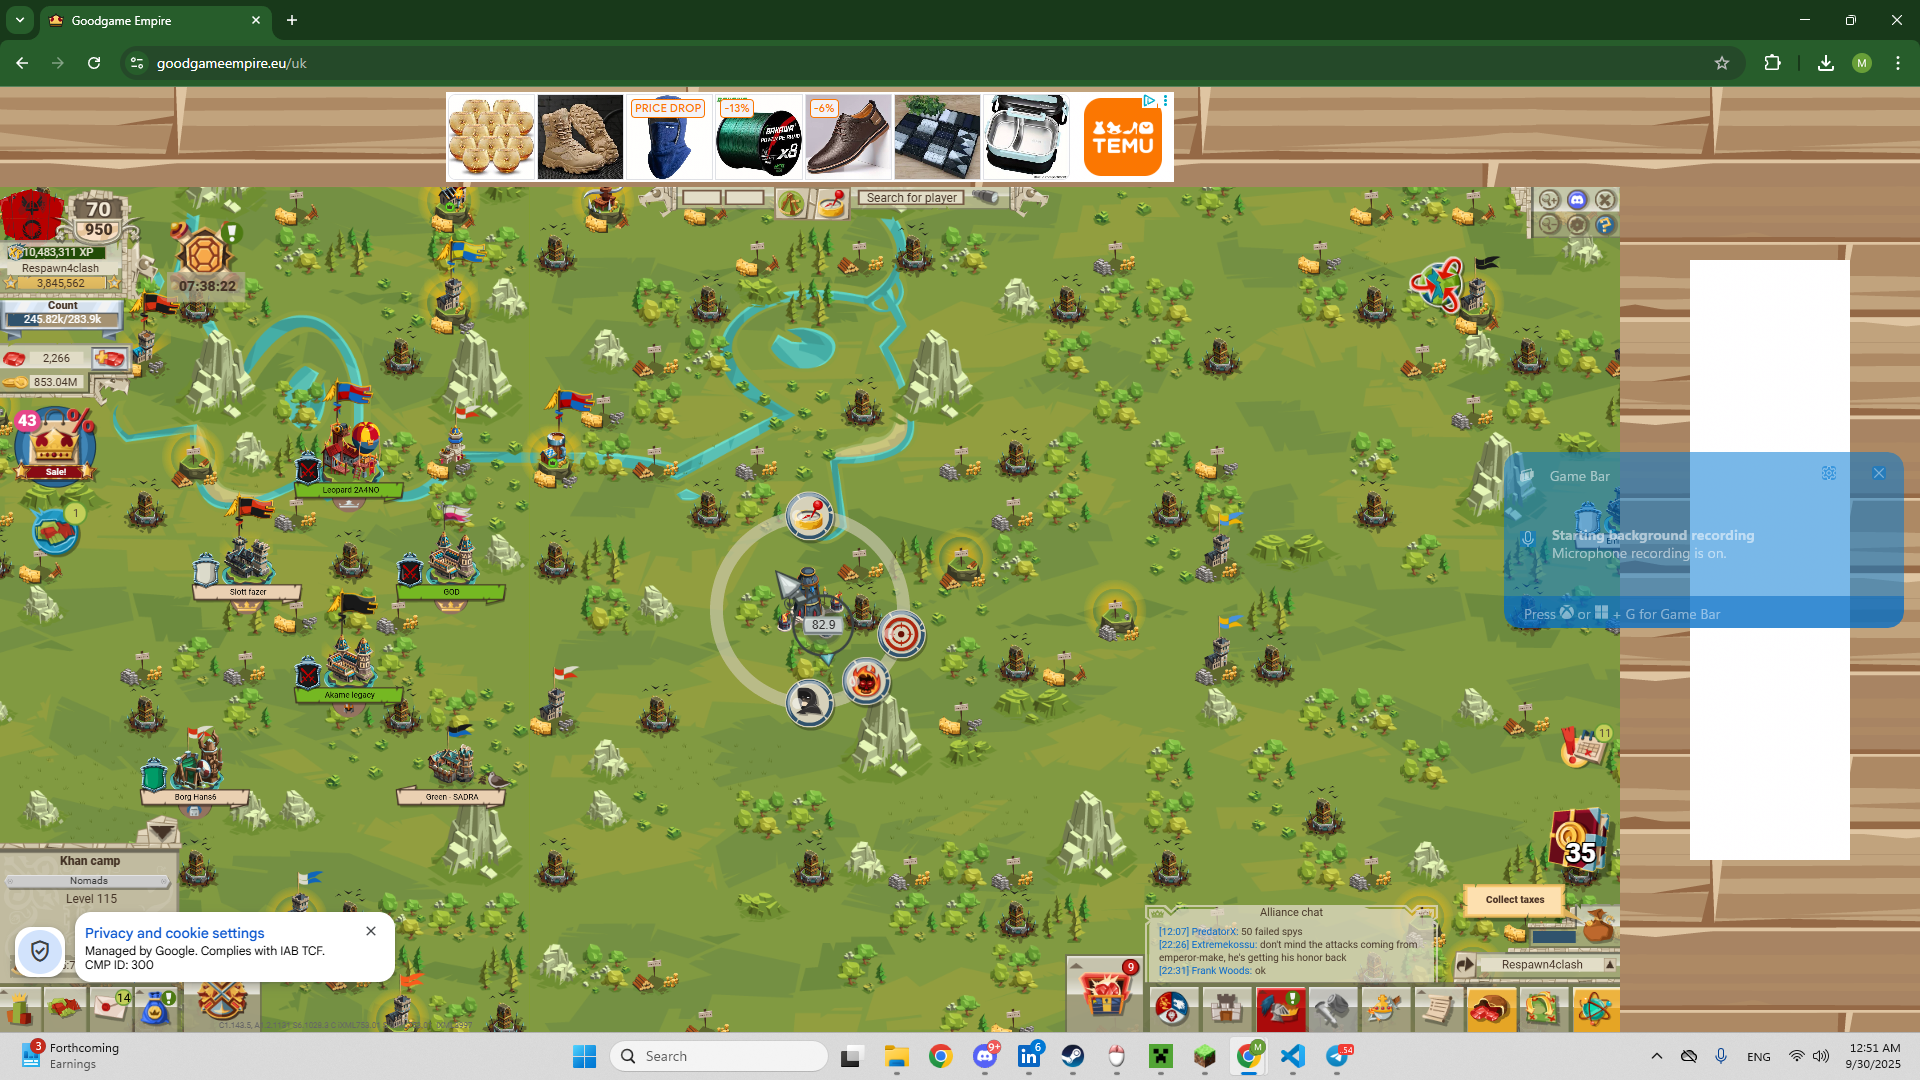 Goodgame Empire
goodgameempire.eu/uk
M
PRICE DROP
-13%
-6%
TEMU
70
950
10,483,311 XP
Respawn4clash
3,845,562
Count
245.82k/283.9k
2,266
853.04M
07:38:22
Search for player
43
Sale!
1
Leopard 2A4NO
Slott fazer
GOD
Akame legacy
Borg Hans6
Green - SADRA
82.9
Game Bar
Starting background recording
Microphone recording is on.
Press or + G for Game Bar
11
35
Khan camp
Nomads
Level 115
Privacy and cookie settings
Managed by Google. Complies with IAB TCF.
CMP ID: 300
14
Collect taxes
Alliance chat
[12:07] PredatorX: 50 failed spys
[22:26] Extremekossu: don't mind the attacks coming from
emperor-make, he's getting his honor back
[22:31] Frank Woods: ok
Respawn4clash
9
3
Forthcoming
Earnings
Search
9+
6
M
54
ENG
12:51 AM
9/30/2025